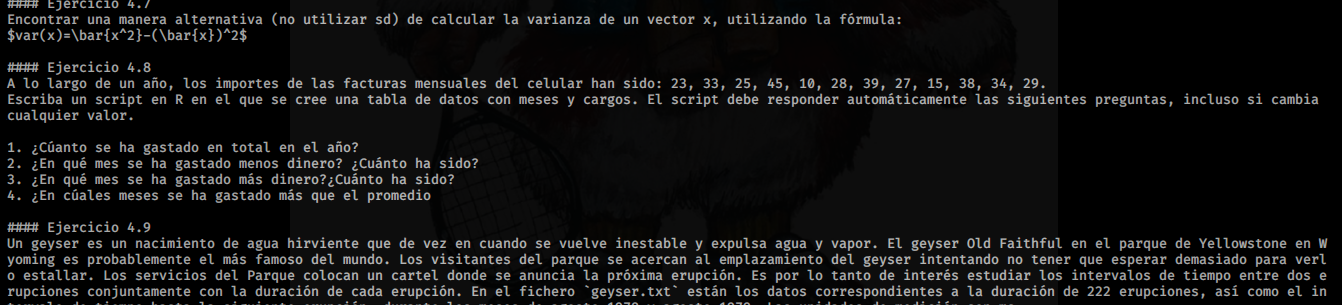 #### Ejercicio 4.7
Encontrar una manera alternativa (no utilizar sd) de calcular la varianza de un vector x, utilizando la fórmula:
$var(x)=\bar{x^2}-(\bar{x})^2$
#### Ejercicio 4.8
A lo largo de un año, los importes de las facturas mensuales del celular han sido: 23, 33, 25, 45, 10, 28, 39, 27, 15, 38, 34, 29.
Escriba un script en R en el que se cree una tabla de datos con meses y cargos. El script debe responder automáticamente las siguientes preguntas, incluso si cambia
cualquier valor.
1. ¿Cúanto se ha gastado en total en el año?
2. ¿En qué mes se ha gastado menos dinero? ¿Cuánto ha sido?
3. ¿En qué mes se ha gastado más dinero?¿Cuánto ha sido?
4. ¿En cúales meses se ha gastado más que el promedio
#### Ejercicio 4.9
Un geyser es un nacimiento de agua hirviente que de vez en cuando se vuelve inestable y expulsa agua y vapor. El geyser Old Faithful en el parque de Yellowstone en W
yoming es probablemente el más famoso del mundo. Los visitantes del parque se acercan al emplazamiento del geyser intentando no tener que esperar demasiado para verl
o estallar. Los servicios del Parque colocan un cartel donde se anuncia la próxima erupción. Es por lo tanto de interés estudiar los intervalos de tiempo entre dos e
rupciones conjuntamente con la duración de cada erupción. En el fichero `geyser.txt` están los datos correspondientes a la duración de 222 erupciones, así como el in